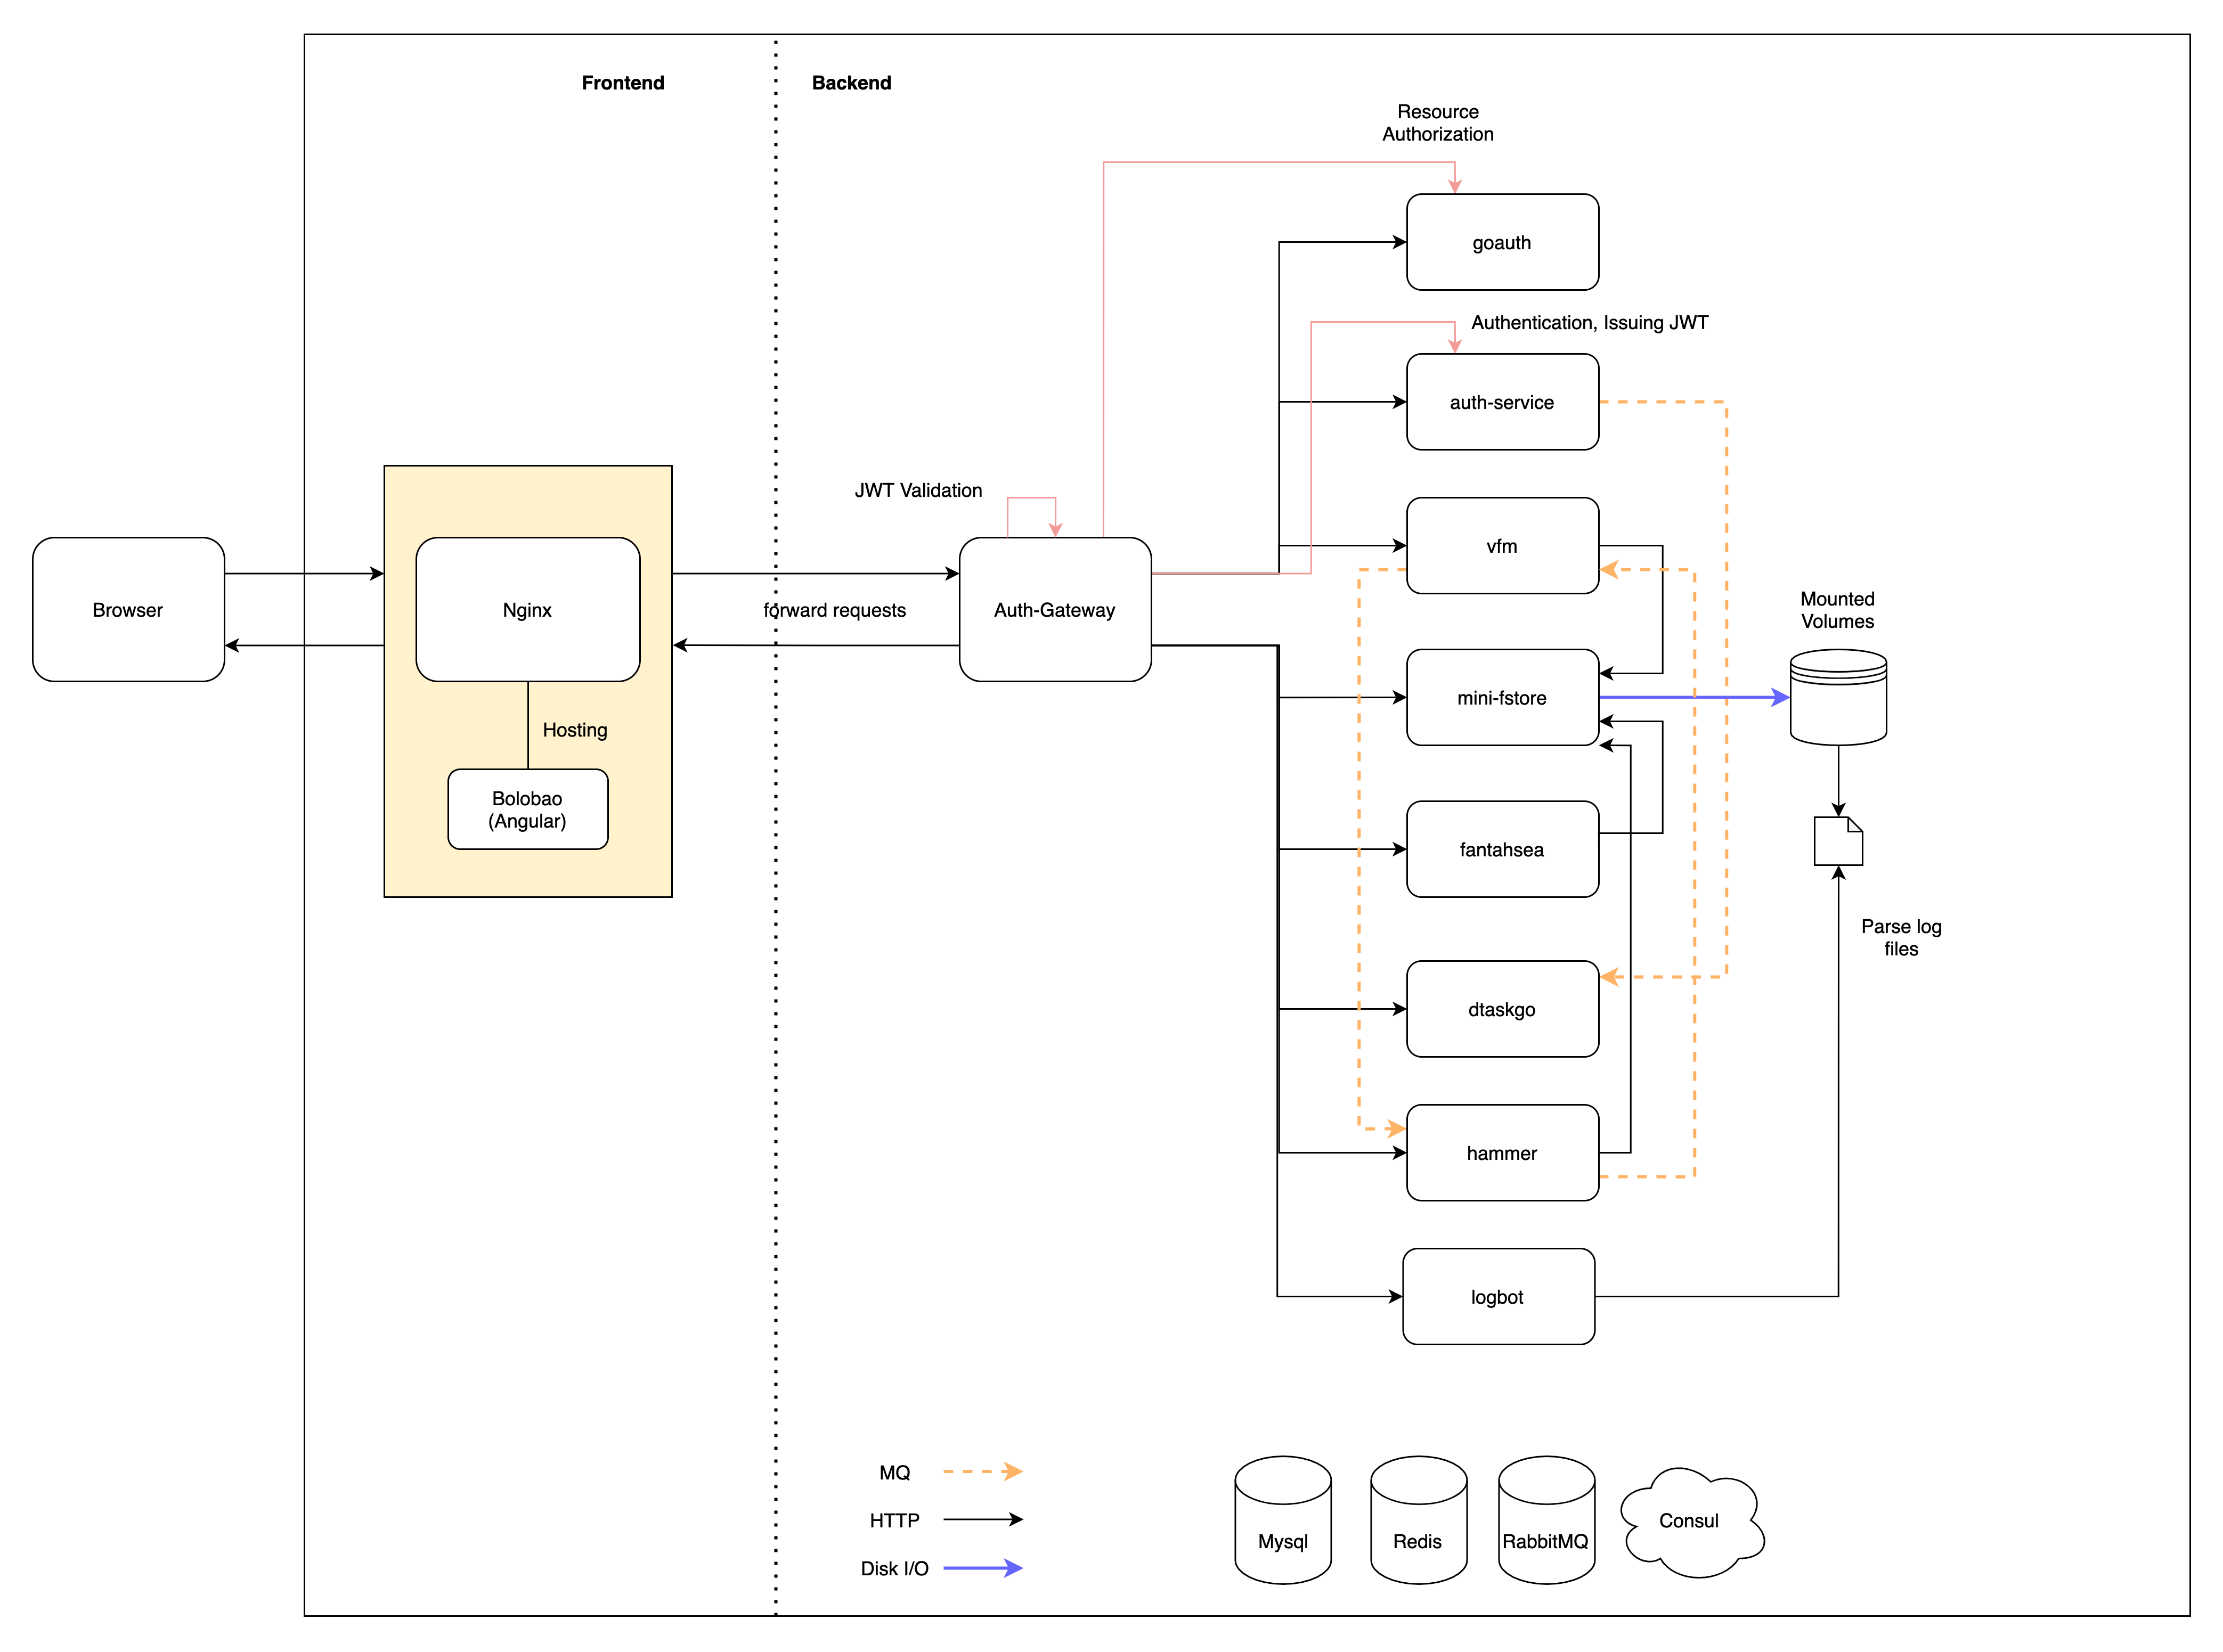 Frontend
Backend
Resource
Authorization
goauth
Authentication, Issuing JWT
auth-service
JWT Validation
vfm
Browser
Nginx
forward requests
Auth-Gateway
Mounted
Volumes
mini-fstore
Hosting
Bolobao
(Angular)
fantahsea
Parse log
files
dtaskgo
hammer
logbot
MQ
HTTP
Disk I/O
Mysql
Redis
RabbitMQ
Consul